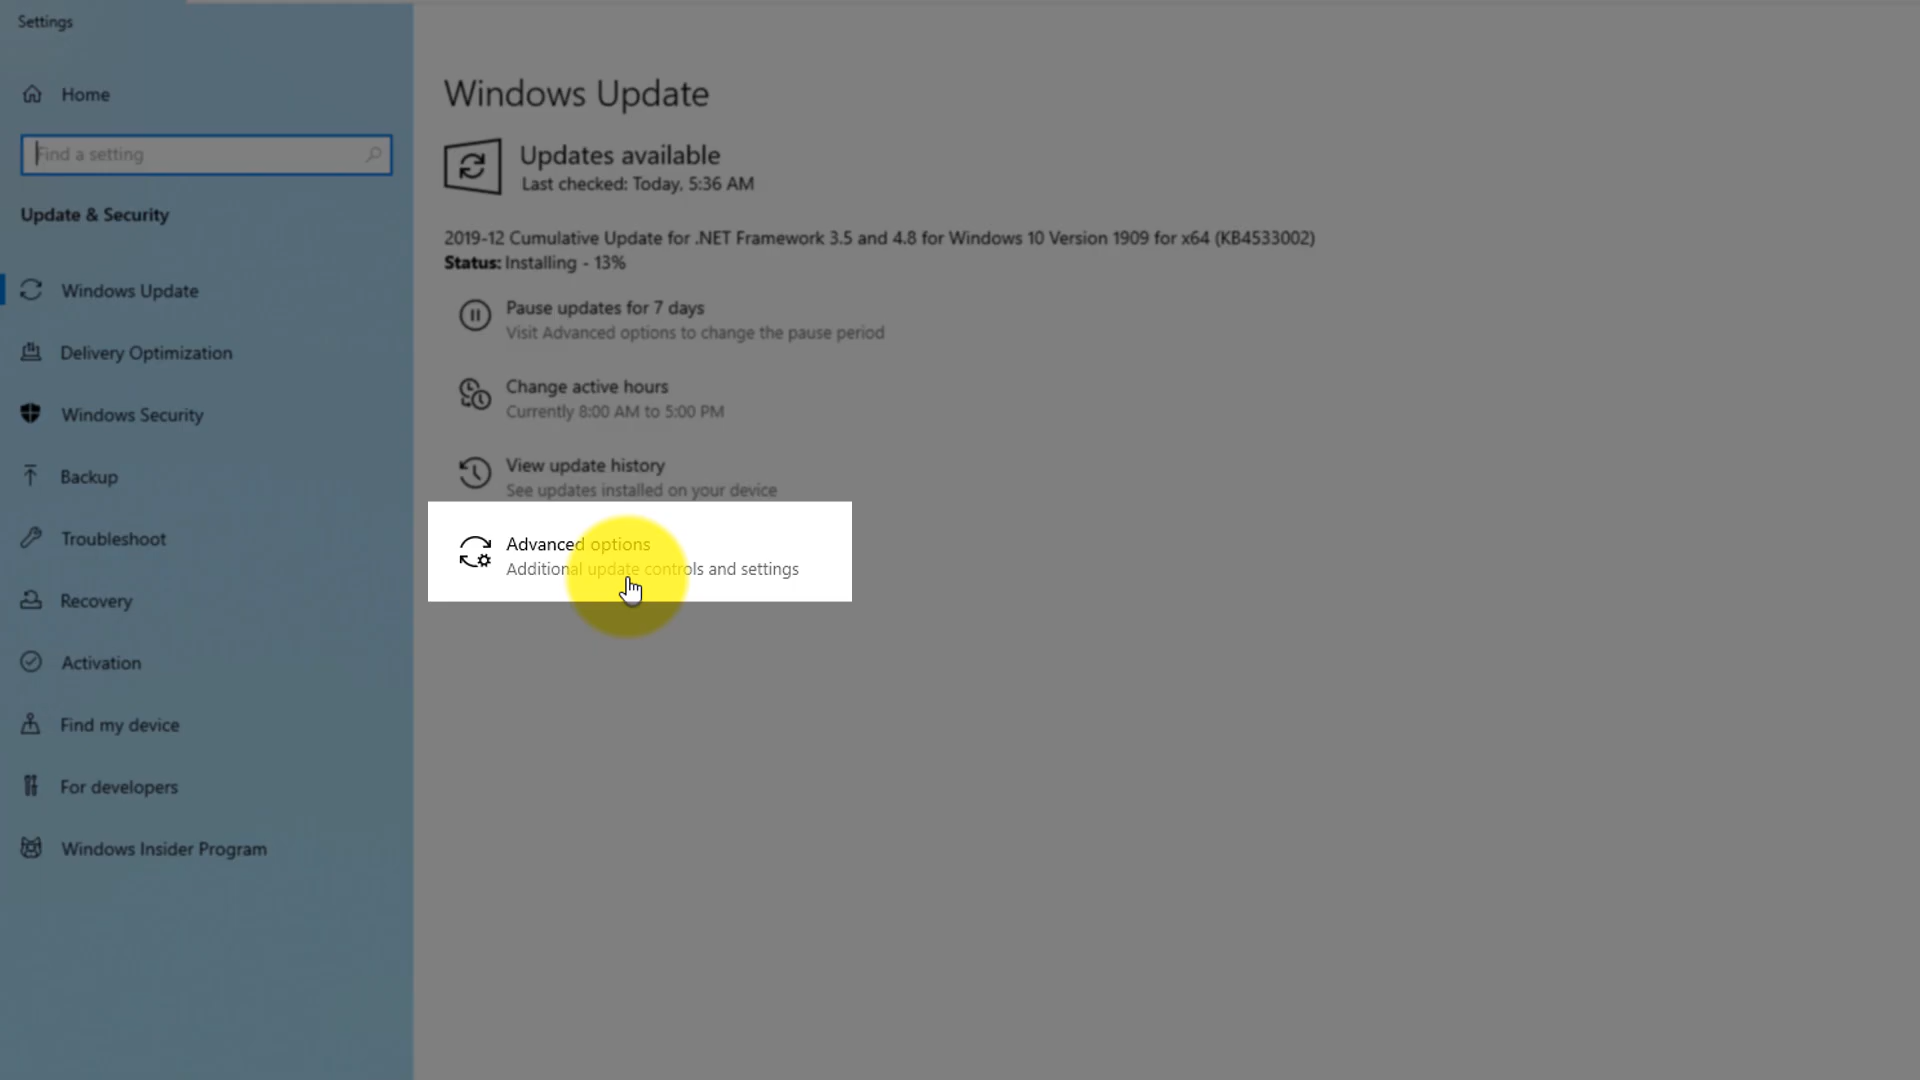 Settings
Home
Find a setting
Update & Security
Windows Update
Delivery Optimization
Windows Security
Backup
Troubleshoot
Recovery
Activation
Find my device
For developers
Windows Insider Program
Windows Update
Updates available
Last checked: Today, 5:36 AM
2019-12 Cumulative Update for .NET Framework 3.5 and 4.8 for Windows 10 Version 1909 for x64 (KB4533002)
Status: Installing - 13%
Pause updates for 7 days
Visit Advanced options to change the pause period
Change active hours
Currently 8:00 AM to 5:00 PM
View update history
See updates installed on your device
Advanced options
Additional update controls and settings